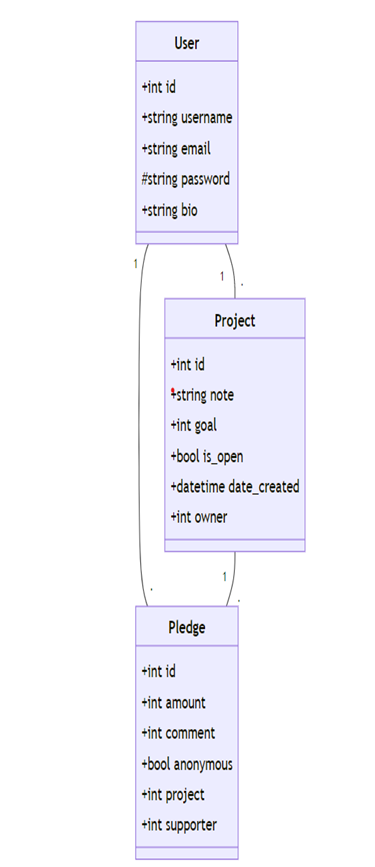 User
+int id
+string username
+string email
#string password
+string bio
1
1
Project
+int id
+string note
+int goal
+bool is_open
+datetime date_created
+int owner
1
Pledge
+int id
+int amount
+int comment
+bool anonymous
+int project
+int supporter